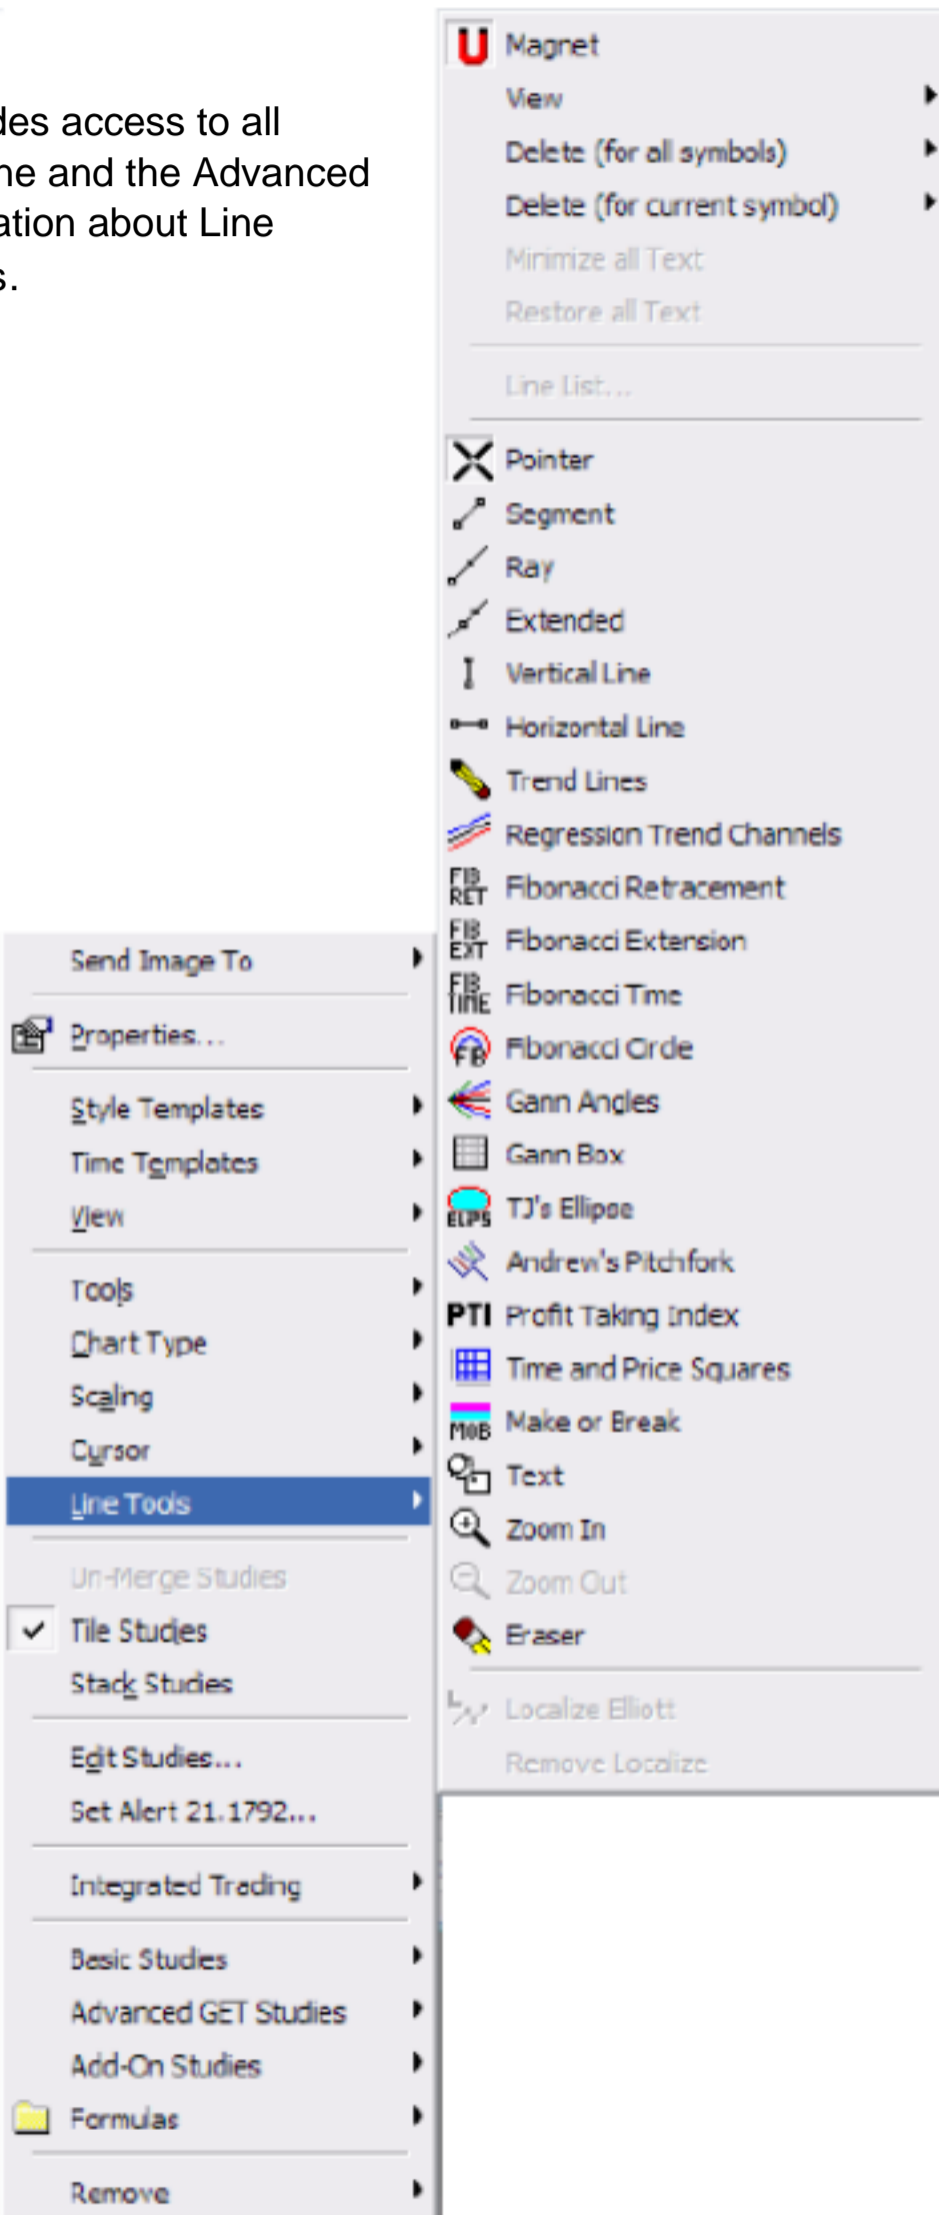 des access to all
ne and the Advanced
ation about Line
s.
Magnet
View
Delete (for all symbols)
Delete (for current symbol)
Minimize all Text
Restore all Text
Line List...
Pointer
Segment
Ray
Extended
Vertical Line
Horizontal Line
Trend Lines
Regression Trend Channels
FIB RET Fibonacci Retracement
FIB EXT Fibonacci Extension
FIB TIME Fibonacci Time
FB Fibonacci Circle
Gann Angles
Gann Box
ELPS TJ's Ellipse
Andrew's Pitchfork
PTI Profit Taking Index
Time and Price Squares
MOB Make or Break
Text
Zoom In
Zoom Out
Eraser
Localize Elliott
Remove Localize
Send Image To
Properties...
Style Templates
Time Templates
View
Tools
Chart Type
Scaling
Cursor
Line Tools
Un-Merge Studies
Tile Studies
Stack Studies
Edit Studies...
Set Alert 21.1792...
Integrated Trading
Basic Studies
Advanced GET Studies
Add-On Studies
Formulas
Remove